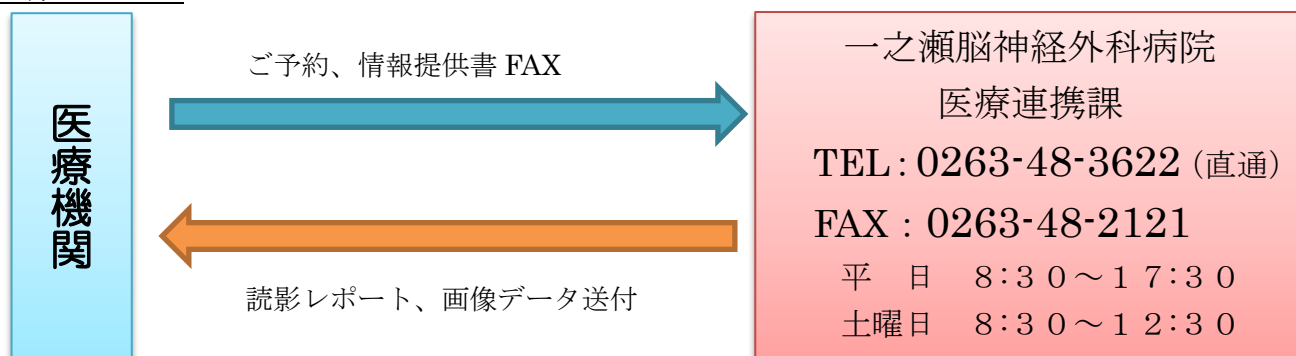 ご予約、情報提供書 FAX
医療機関
読影レポート、画像データ送付
一之瀬脳神経外科病院
医療連携課
TEL：0263-48-3622（直通）
FAX：0263-48-2121
平　日　８:３０～１７:３０
土曜日　８:３０～１２:３０